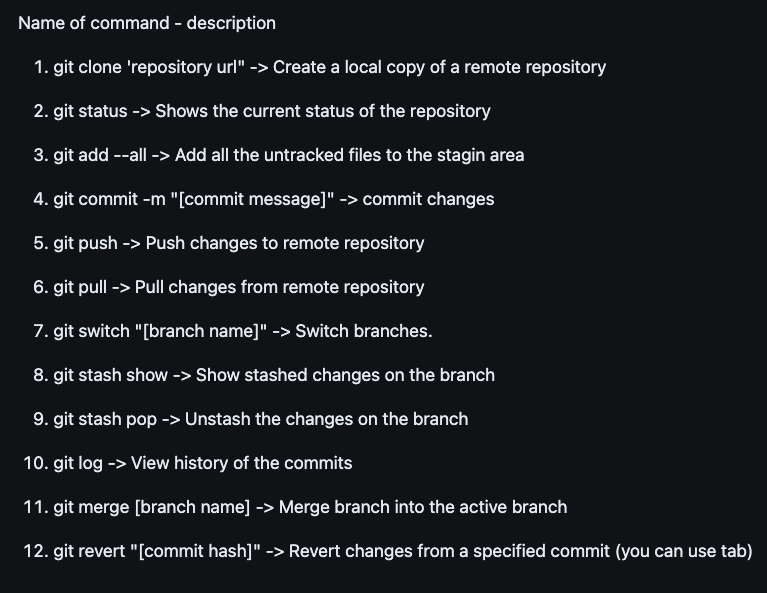 Name of command - description
1. git clone 'repository url" -> Create a local copy of a remote repository
2. git status -> Shows the current status of the repository
3. git add --all -> Add all the untracked files to the stagin area
4. git commit -m "[commit message]" -> commit changes
5. git push -> Push changes to remote repository
6. git pull -> Pull changes from remote repository
7. git switch "[branch name]" -> Switch branches.
8. git stash show -> Show stashed changes on the branch
9. git stash pop -> Unstash the changes on the branch
10. git log -> View history of the commits
11. git merge [branch name] -> Merge branch into the active branch
12. git revert "[commit hash]" -> Revert changes from a specified commit (you can use tab)